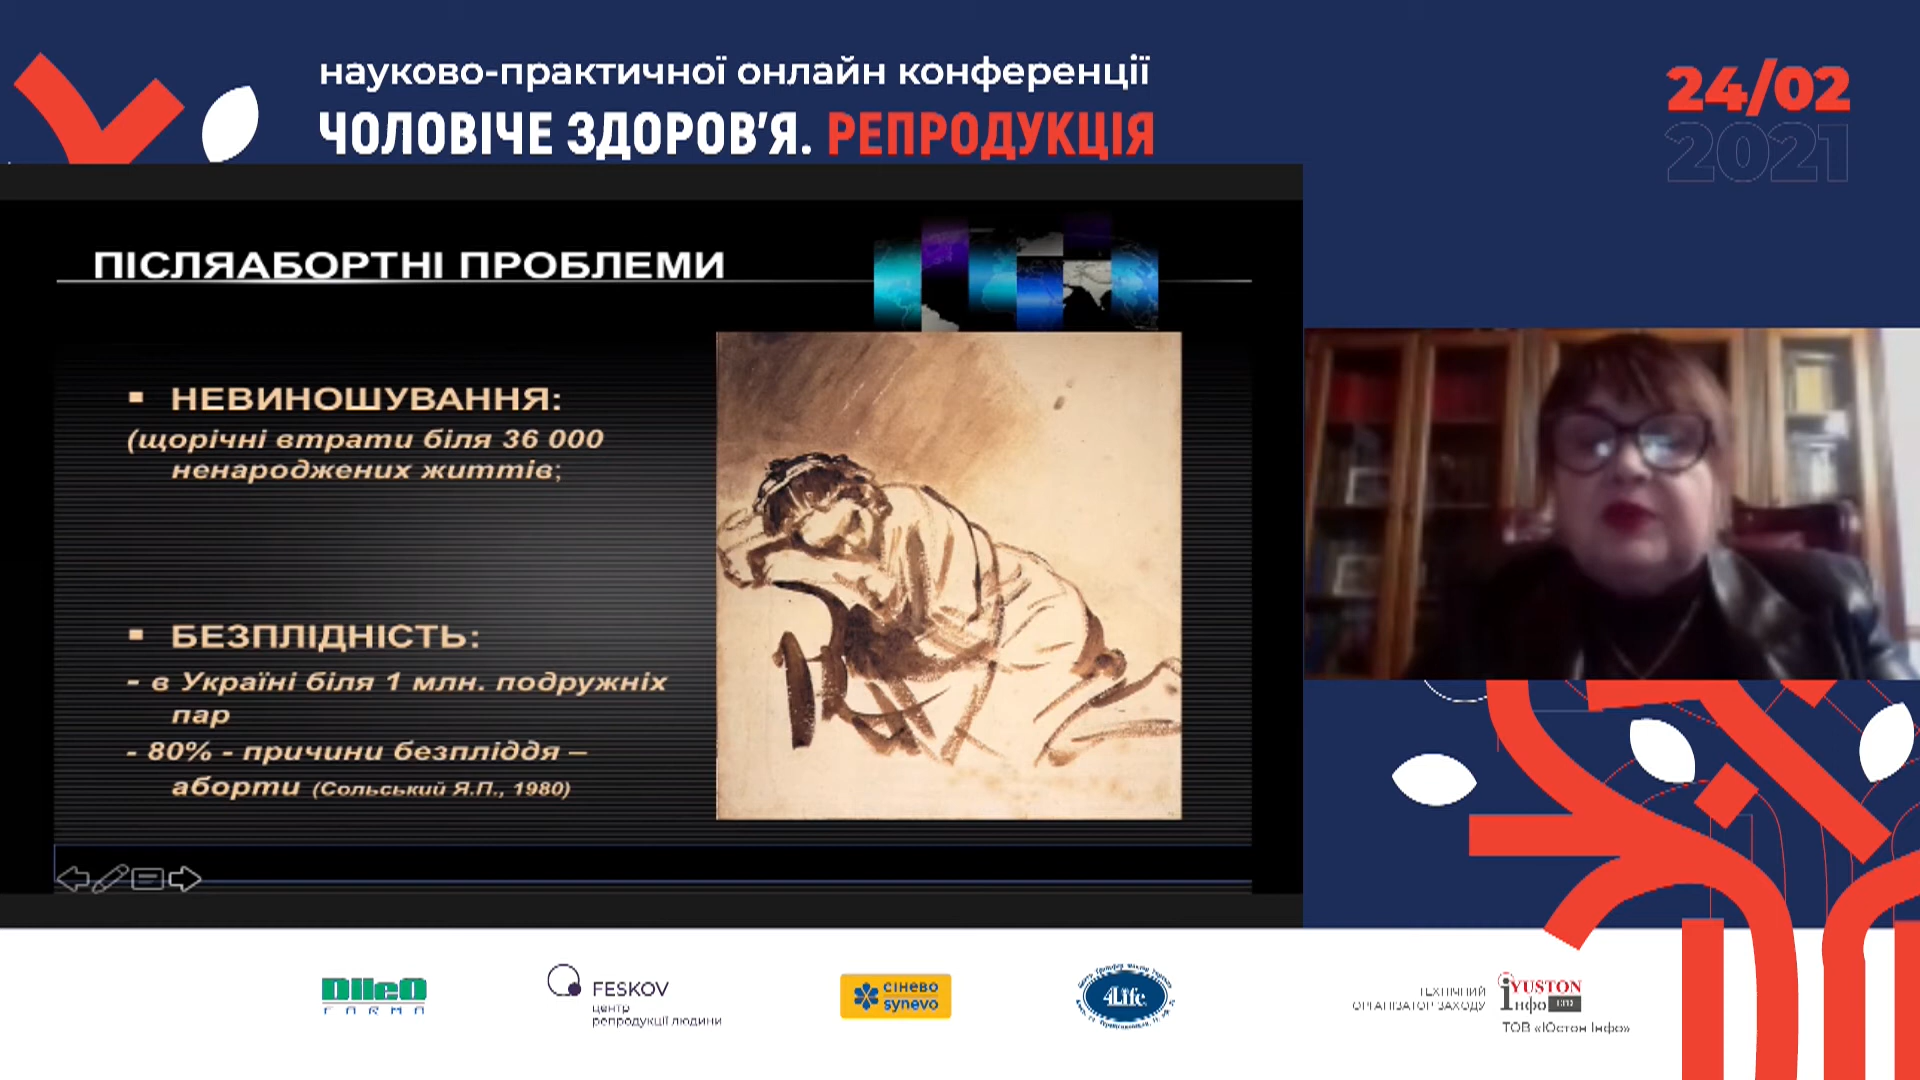 науково-практичної онлайн конференції
ЧОЛОВІЧЕ ЗДОРОВ'Я. РЕПРОДУКЦІЯ
24/02
2021
ПІСЛЯАБОРТНІ ПРОБЛЕМИ
▪ НЕВИНОШУВАННЯ:
(щорічні втрати біля 36 000
ненароджених життів;
▪ БЕЗПЛІДНІСТЬ:
- в Україні біля 1 млн. подружніх
пар
- 80% - причини безпліддя –
аборти (Сольський Я.П., 1980)
FARMA
FESKOV
центр
репродукції людини
сінево
synevo
4Life
ТЕХНІЧНИЙ
ОРГАНІЗАТОР ЗАХОДУ
YUSTON
Інфо
ТОВ «Юстон Інфо»